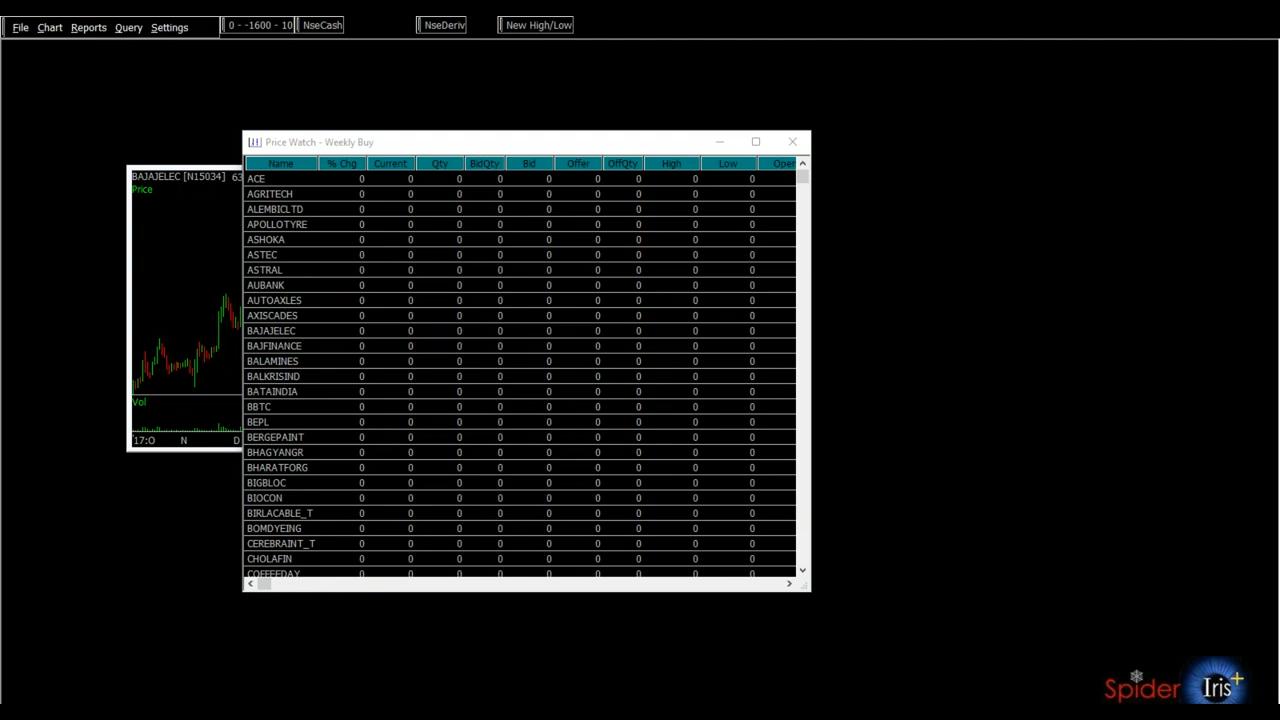 File Chart Reports Query Settings 0 - -1600 - 10 NseCash NseDeriv New High/Low
Price Watch - Weekly Buy
BAJAJELEC [N15034] 63
Price
Vol
17:O N D
Name % Chg Current Qty BidQty Bid Offer OffQty High Low Oper
ACE 0 0 0 0 0 0 0 0 0
AGRITECH 0 0 0 0 0 0 0 0 0
ALEMBICLTD 0 0 0 0 0 0 0 0 0
APOLLOTYRE 0 0 0 0 0 0 0 0 0
ASHOKA 0 0 0 0 0 0 0 0 0
ASTEC 0 0 0 0 0 0 0 0 0
ASTRAL 0 0 0 0 0 0 0 0 0
AUBANK 0 0 0 0 0 0 0 0 0
AUTOAXLES 0 0 0 0 0 0 0 0 0
AXISCADES 0 0 0 0 0 0 0 0 0
BAJAJELEC 0 0 0 0 0 0 0 0 0
BAJFINANCE 0 0 0 0 0 0 0 0 0
BALAMINES 0 0 0 0 0 0 0 0 0
BALKRISIND 0 0 0 0 0 0 0 0 0
BATAINDIA 0 0 0 0 0 0 0 0 0
BBTC 0 0 0 0 0 0 0 0 0
BEPL 0 0 0 0 0 0 0 0 0
BERGEPAINT 0 0 0 0 0 0 0 0 0
BHAGYANGR 0 0 0 0 0 0 0 0 0
BHARATFORG 0 0 0 0 0 0 0 0 0
BIGBLOC 0 0 0 0 0 0 0 0 0
BIOCON 0 0 0 0 0 0 0 0 0
BIRLACABLE_T 0 0 0 0 0 0 0 0 0
BOMDYEING 0 0 0 0 0 0 0 0 0
CEREBRAINT_T 0 0 0 0 0 0 0 0 0
CHOLAFIN 0 0 0 0 0 0 0 0 0
COFFEEDAY 0 0 0 0 0 0 0 0 0
Spider Iris+